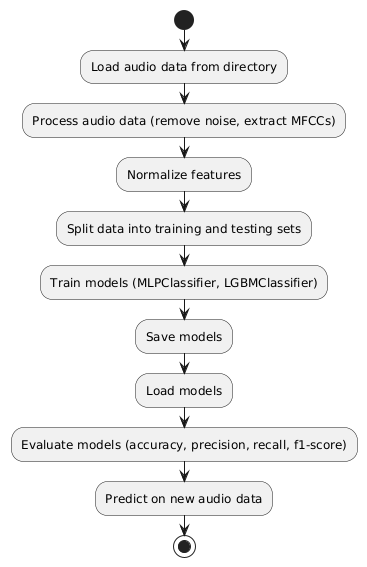 Load audio data from directory
Process audio data (remove noise, extract MFCCs)
Normalize features
Split data into training and testing sets
Train models (MLPClassifier, LGBMClassifier)
Save models
Load models
Evaluate models (accuracy, precision, recall, f1-score)
Predict on new audio data